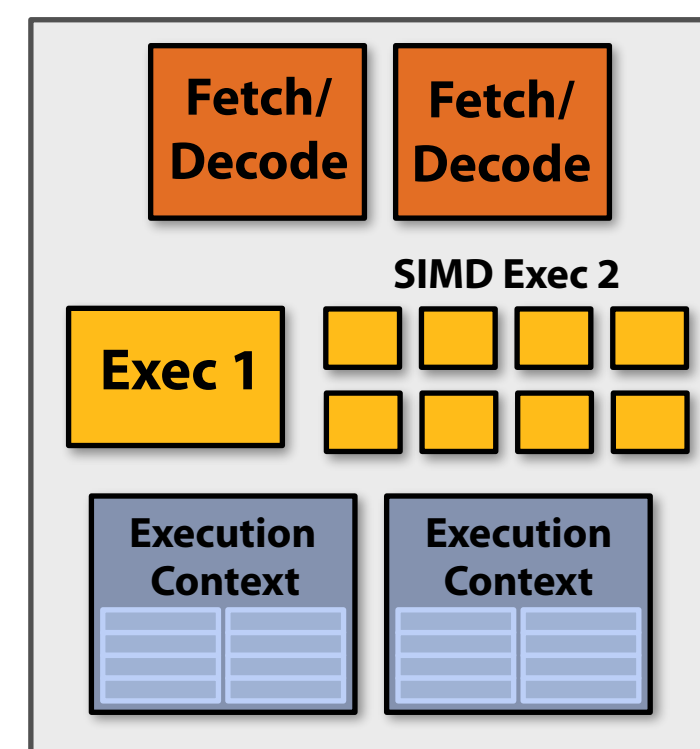 Fetch/
Decode
Fetch/
Decode
SIMD Exec 2
Exec 1
Execution
Context
Execution
Context